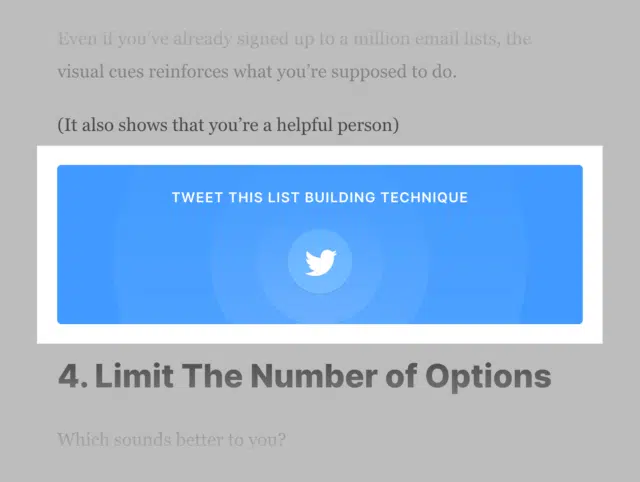 Even if you've already signed up to a million email lists, the
visual cues reinforces what you're supposed to do.
(It also shows that you're a helpful person)
TWEET THIS LIST BUILDING TECHNIQUE
4. Limit The Number of Options
Which sounds better to you?